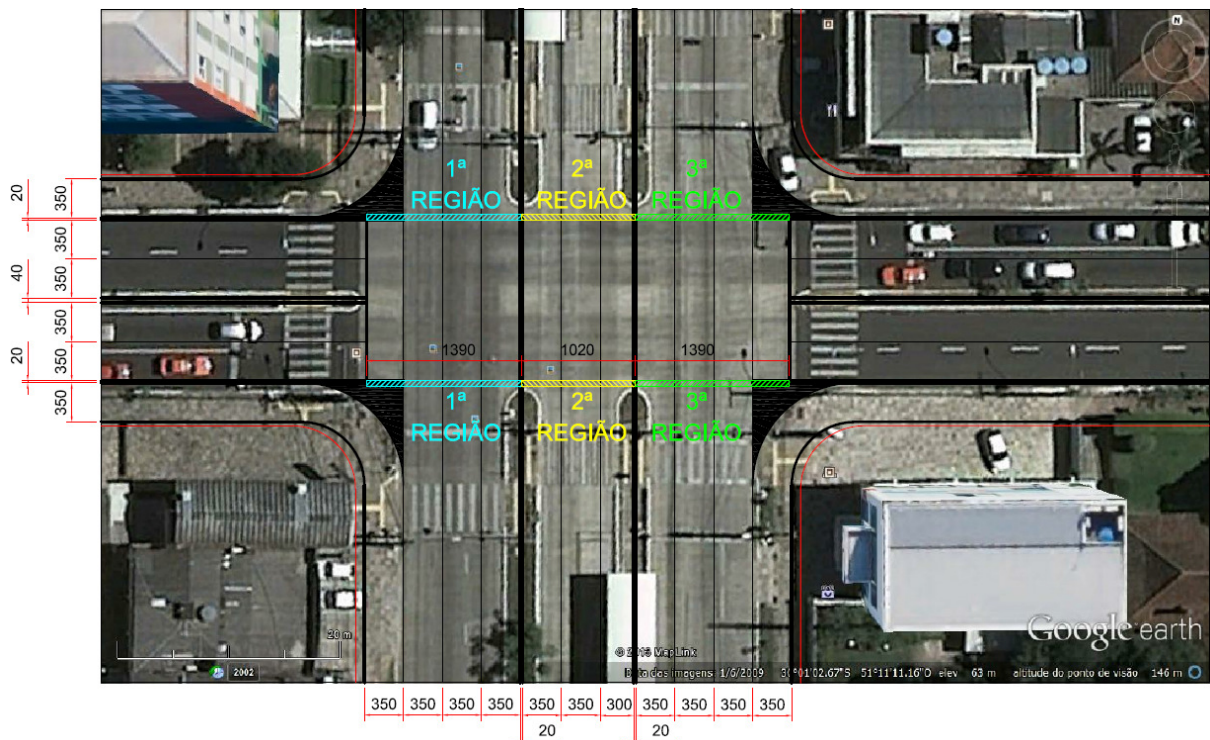 N
1ª
REGIÃO
2ª
REGIÃO
3ª
REGIÃO
20
350
350
40
350
350
20
350
350
1390
1020
1390
1ª
REGIÃO
2ª
REGIÃO
3ª
REGIÃO
20 m
2002
Google earth
MapLink
Data das imagens: 1/6/2009 30°01'02.67"S 51°11'11.16"O elev 63 m altitude do ponto de visão 146 m
350 350 350 350 350 350 300 350 350 350 350
20 20